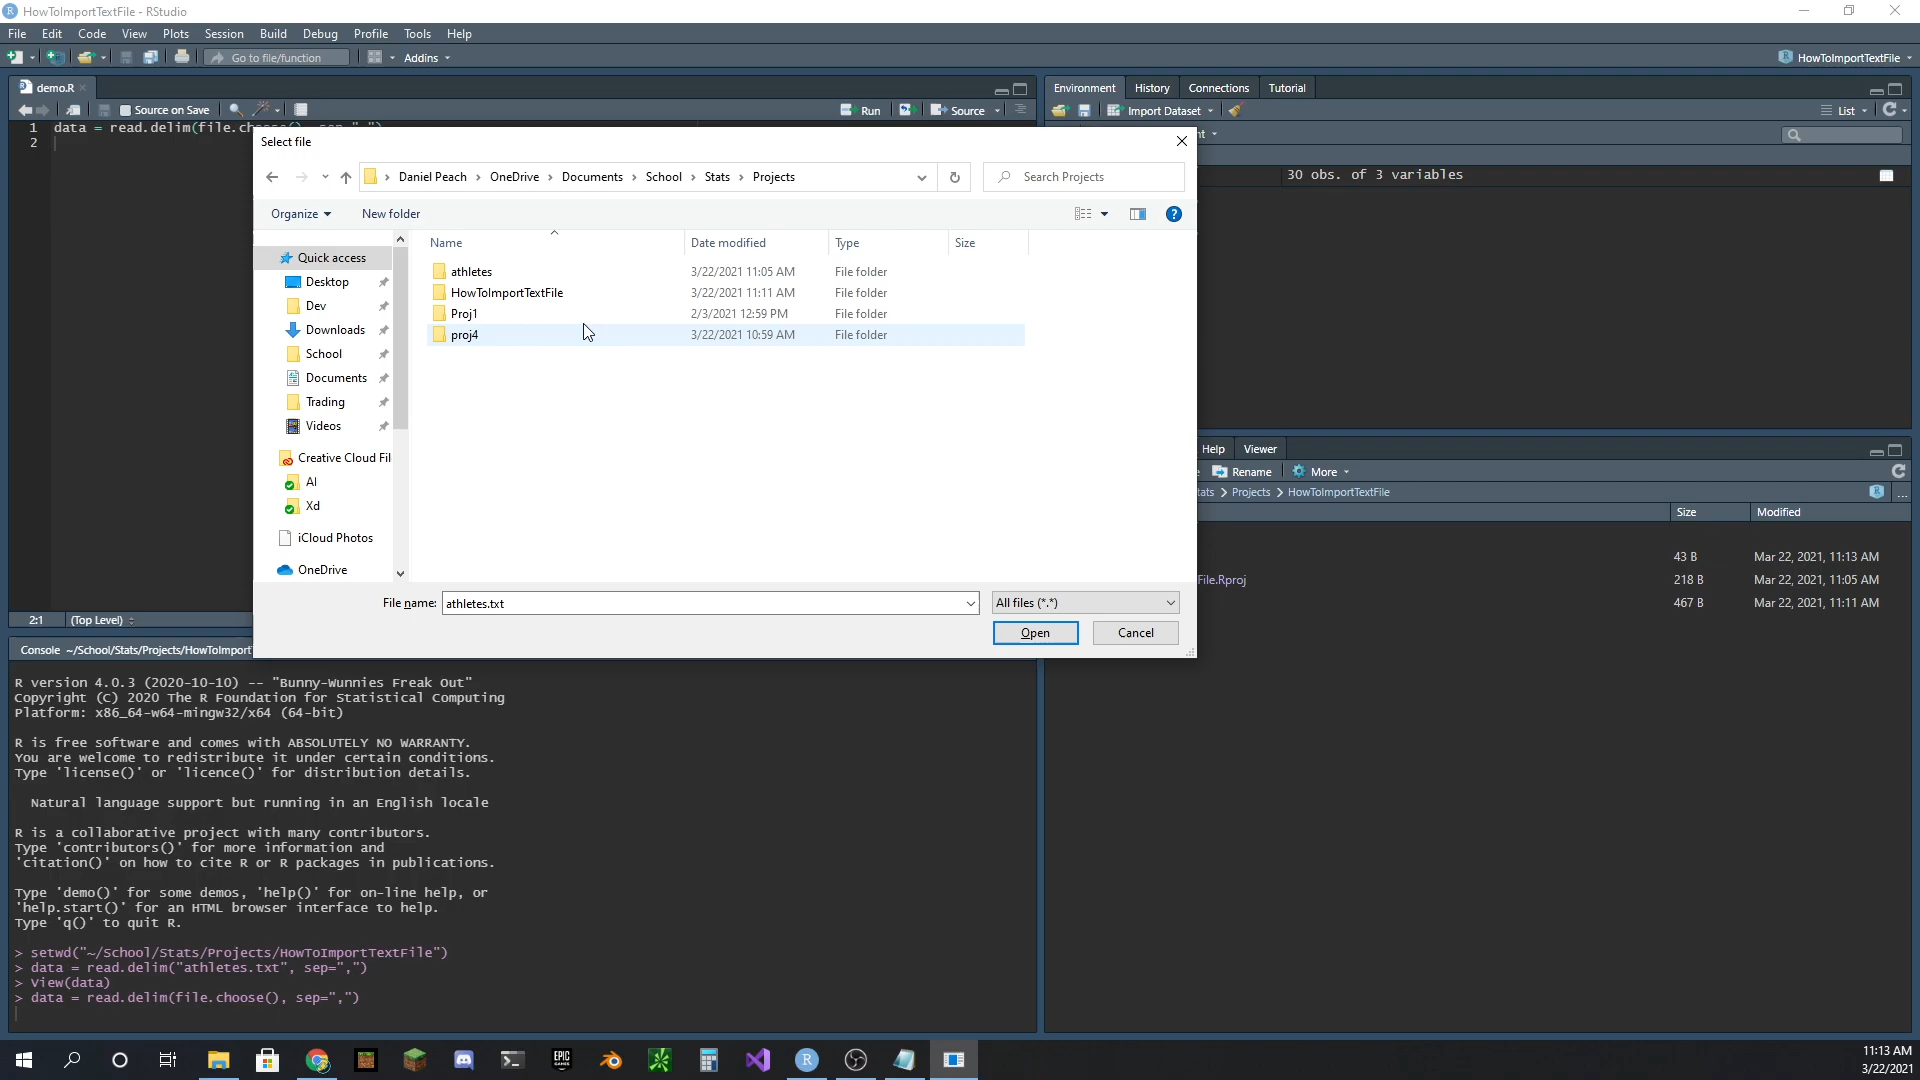 HowToImportTextFile - RStudio
File Edit Code View Plots Session Build Debug Profile Tools Help
Go to file/function
Addins
HowToImportTextFile
demo.R
Source on Save
Run
Source
1 data = read.delim(file.choose(), sep=",")
2
2:1 (Top Level)
Environment History Connections Tutorial
Import Dataset
List
30 obs. of 3 variables
Select file
Daniel Peach > OneDrive > Documents > School > Stats > Projects
Search Projects
Organize New folder
Name Date modified Type Size
athletes 3/22/2021 11:05 AM File folder
HowToImportTextFile 3/22/2021 11:11 AM File folder
Proj1 2/3/2021 12:59 PM File folder
proj4 3/22/2021 10:59 AM File folder
Quick access
Desktop
Dev
Downloads
School
Documents
Trading
Videos
Creative Cloud Fil
AI
Xd
iCloud Photos
OneDrive
File name: athletes.txt
All files (*.*)
Open Cancel
Help Viewer
Rename More
tats > Projects > HowToImportTextFile
Size Modified
43 B Mar 22, 2021, 11:13 AM
File.Rproj 218 B Mar 22, 2021, 11:05 AM
467 B Mar 22, 2021, 11:11 AM
Console ~/School/Stats/Projects/HowToImport
R version 4.0.3 (2020-10-10) -- "Bunny-Wunnies Freak Out"
Copyright (C) 2020 The R Foundation for Statistical Computing
Platform: x86_64-w64-mingw32/x64 (64-bit)
R is free software and comes with ABSOLUTELY NO WARRANTY.
You are welcome to redistribute it under certain conditions.
Type 'license()' or 'licence()' for distribution details.
Natural language support but running in an English locale
R is a collaborative project with many contributors.
Type 'contributors()' for more information and
'citation()' on how to cite R or R packages in publications.
Type 'demo()' for some demos, 'help()' for on-line help, or
'help.start()' for an HTML browser interface to help.
Type 'q()' to quit R.
> setwd("~/School/Stats/Projects/HowToImportTextFile")
> data = read.delim("athletes.txt", sep=",")
> View(data)
> data = read.delim(file.choose(), sep=",")
EPIC GAMES
11:13 AM
3/22/2021